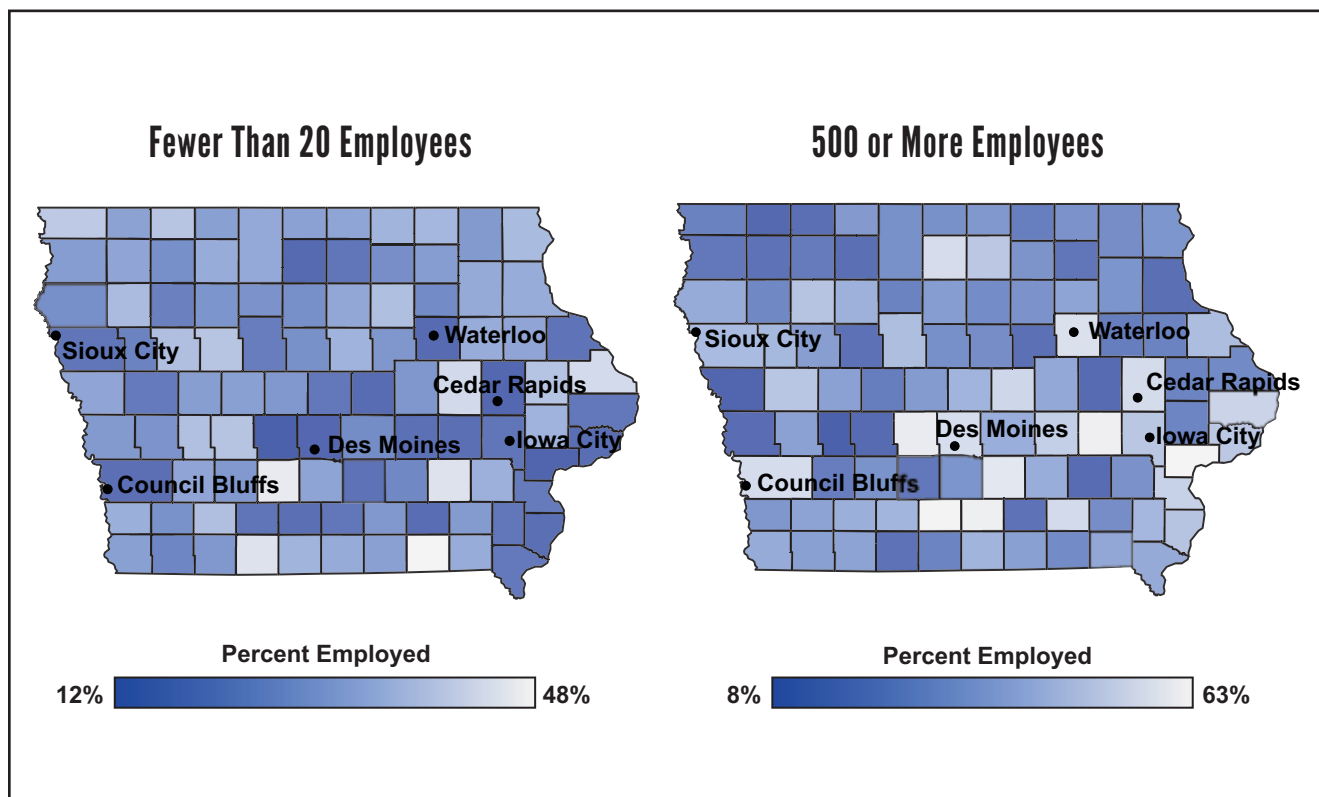 Fewer Than 20 Employees
500 or More Employees
Waterloo
Sioux City
Cedar Rapids
Des Moines
Iowa City
Council Bluffs
Waterloo
Sioux City
Cedar Rapids
Des Moines
Iowa City
Council Bluffs
Percent Employed
12%
48%
Percent Employed
8%
63%